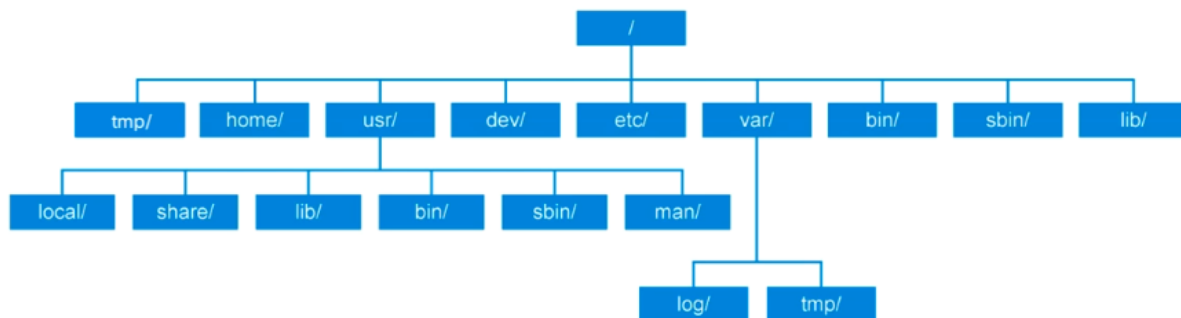 /
tmp/ home/ usr/ dev/ etc/ var/ bin/ sbin/ lib/
local/ share/ lib/ bin/ sbin/ man/
log/ tmp/